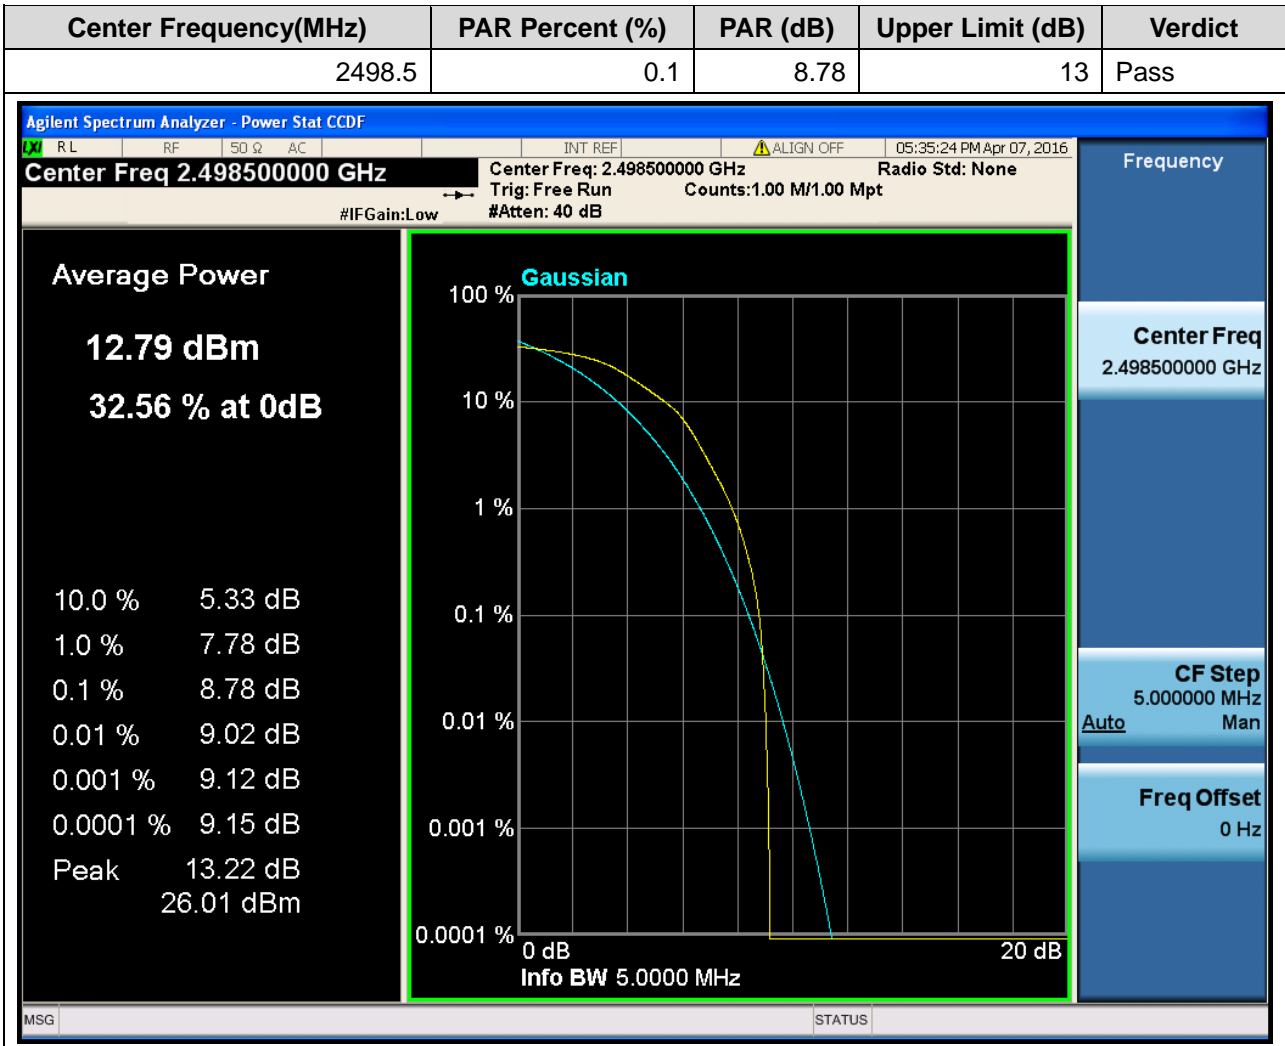 Center Frequency(MHz) PAR Percent (%) PAR (dB) Upper Limit (dB) Verdict
2498.5 0.1 8.78 13 Pass
Agilent Spectrum Analyzer - Power Stat CCDF
LXI RL RF 50 Ω AC INT REF ALIGN OFF 05:35:24 PM Apr 07, 2016
Center Freq 2.498500000 GHz
Center Freq: 2.498500000 GHz Radio Std: None
Trig: Free Run Counts:1.00 M/1.00 Mpt
#IFGain:Low #Atten: 40 dB
Average Power
12.79 dBm
32.56 % at 0dB
10.0 % 5.33 dB
1.0 % 7.78 dB
0.1 % 8.78 dB
0.01 % 9.02 dB
0.001 % 9.12 dB
0.0001 % 9.15 dB
Peak 13.22 dB
26.01 dBm
Gaussian
100 %
10 %
1 %
0.1 %
0.01 %
0.001 %
0.0001 %
0 dB 20 dB
Info BW 5.0000 MHz
Frequency
Center Freq
2.498500000 GHz
CF Step
5.000000 MHz
Auto Man
Freq Offset
0 Hz
MSG STATUS